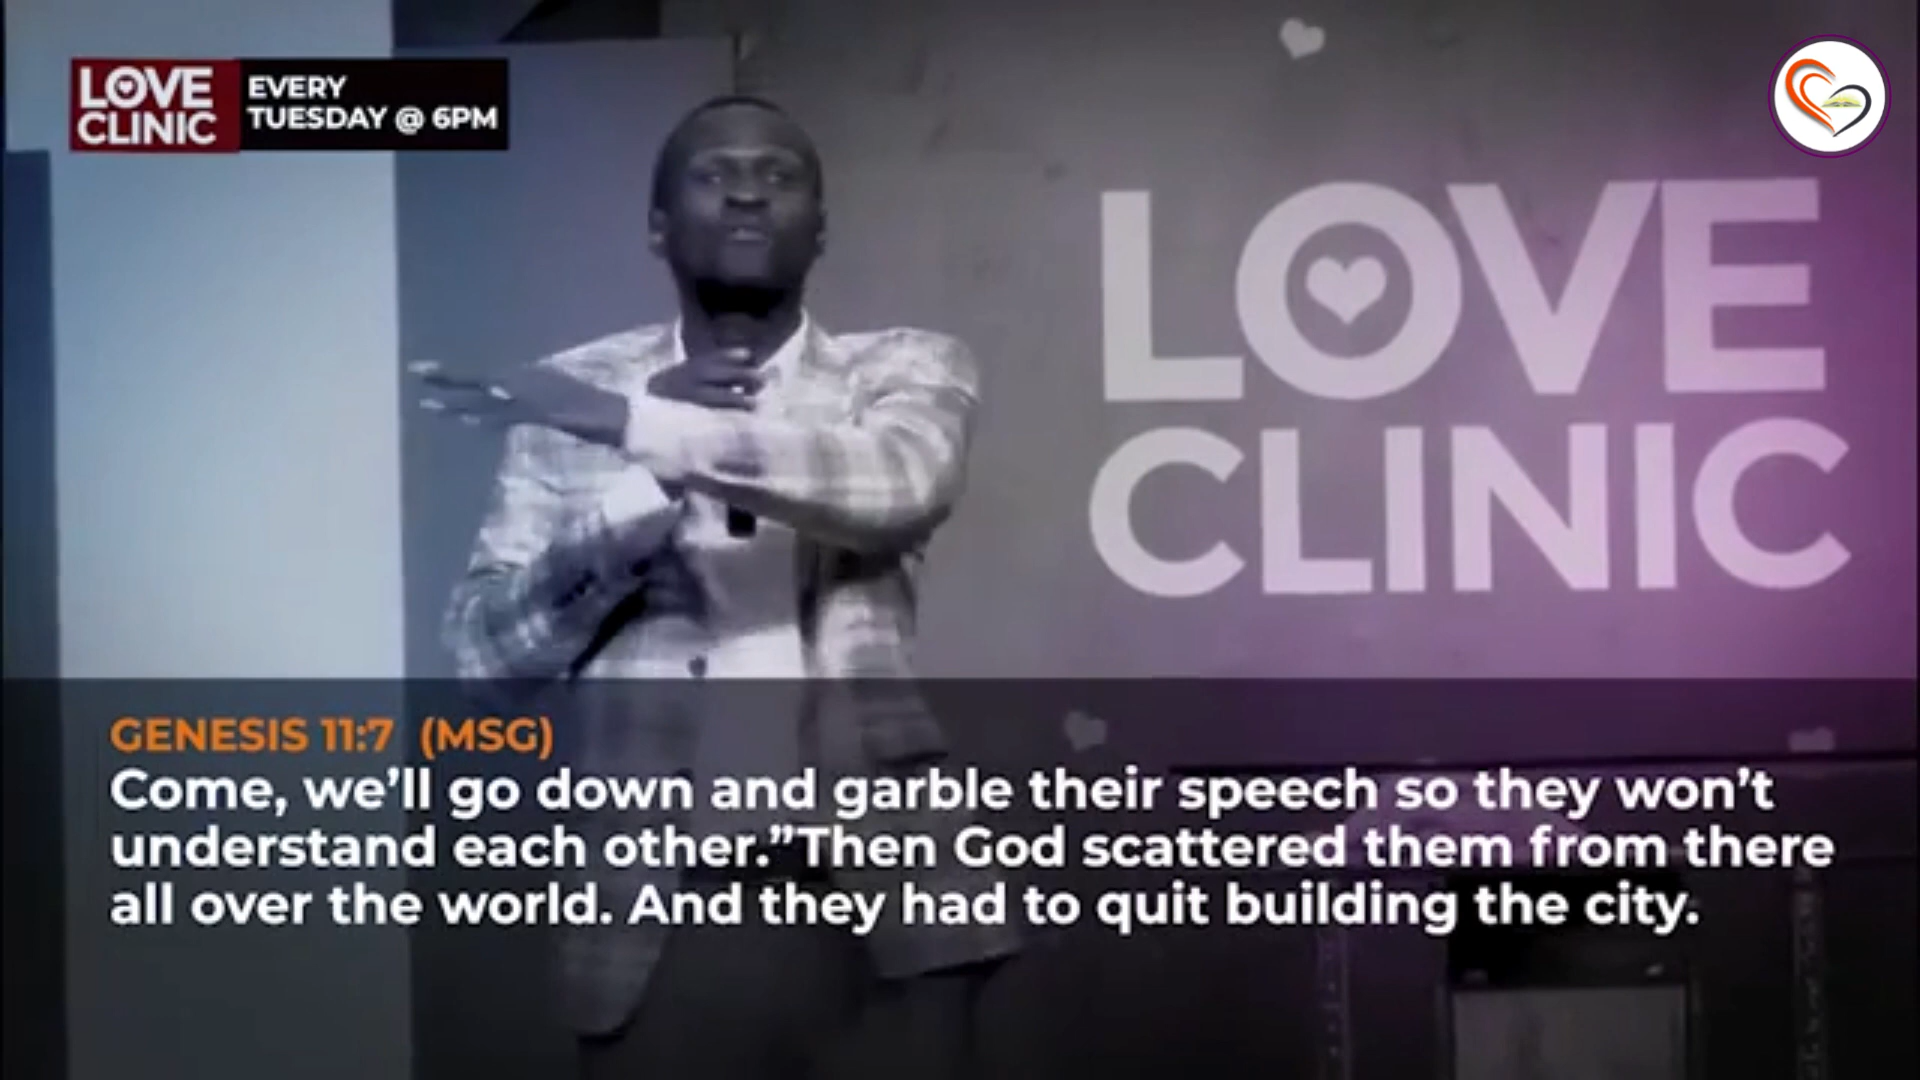 LOVE
CLINIC
EVERY
TUESDAY @ 6PM
LOVE
CLINIC
GENESIS 11:7 (MSG)
Come, we’ll go down and garble their speech so they won’t
understand each other.”Then God scattered them from there
all over the world. And they had to quit building the city.